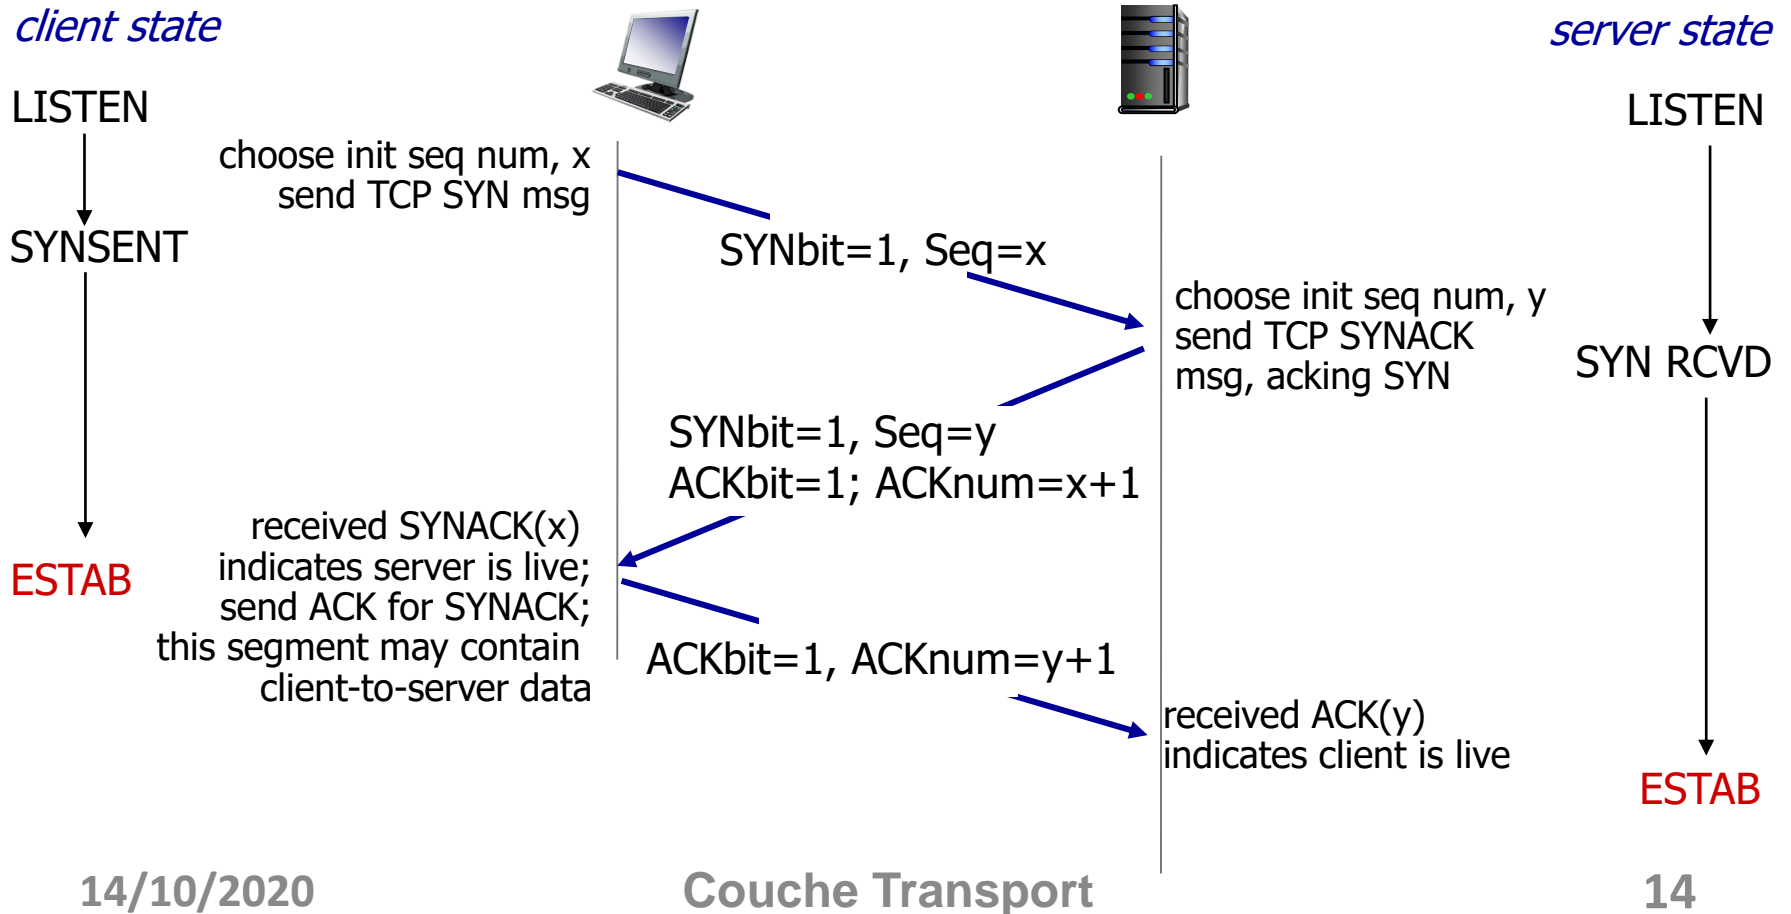 client state
server state
LISTEN
LISTEN
choose init seq num, x
send TCP SYN msg
SYNSENT
SYNbit=1, Seq=x
choose init seq num, y
send TCP SYNACK
msg, acking SYN
SYN RCVD
SYNbit=1, Seq=y
ACKbit=1; ACKnum=x+1
received SYNACK(x)
indicates server is live;
send ACK for SYNACK;
this segment may contain
client-to-server data
ESTAB
ACKbit=1, ACKnum=y+1
received ACK(y)
indicates client is live
ESTAB
14/10/2020
Couche Transport
14